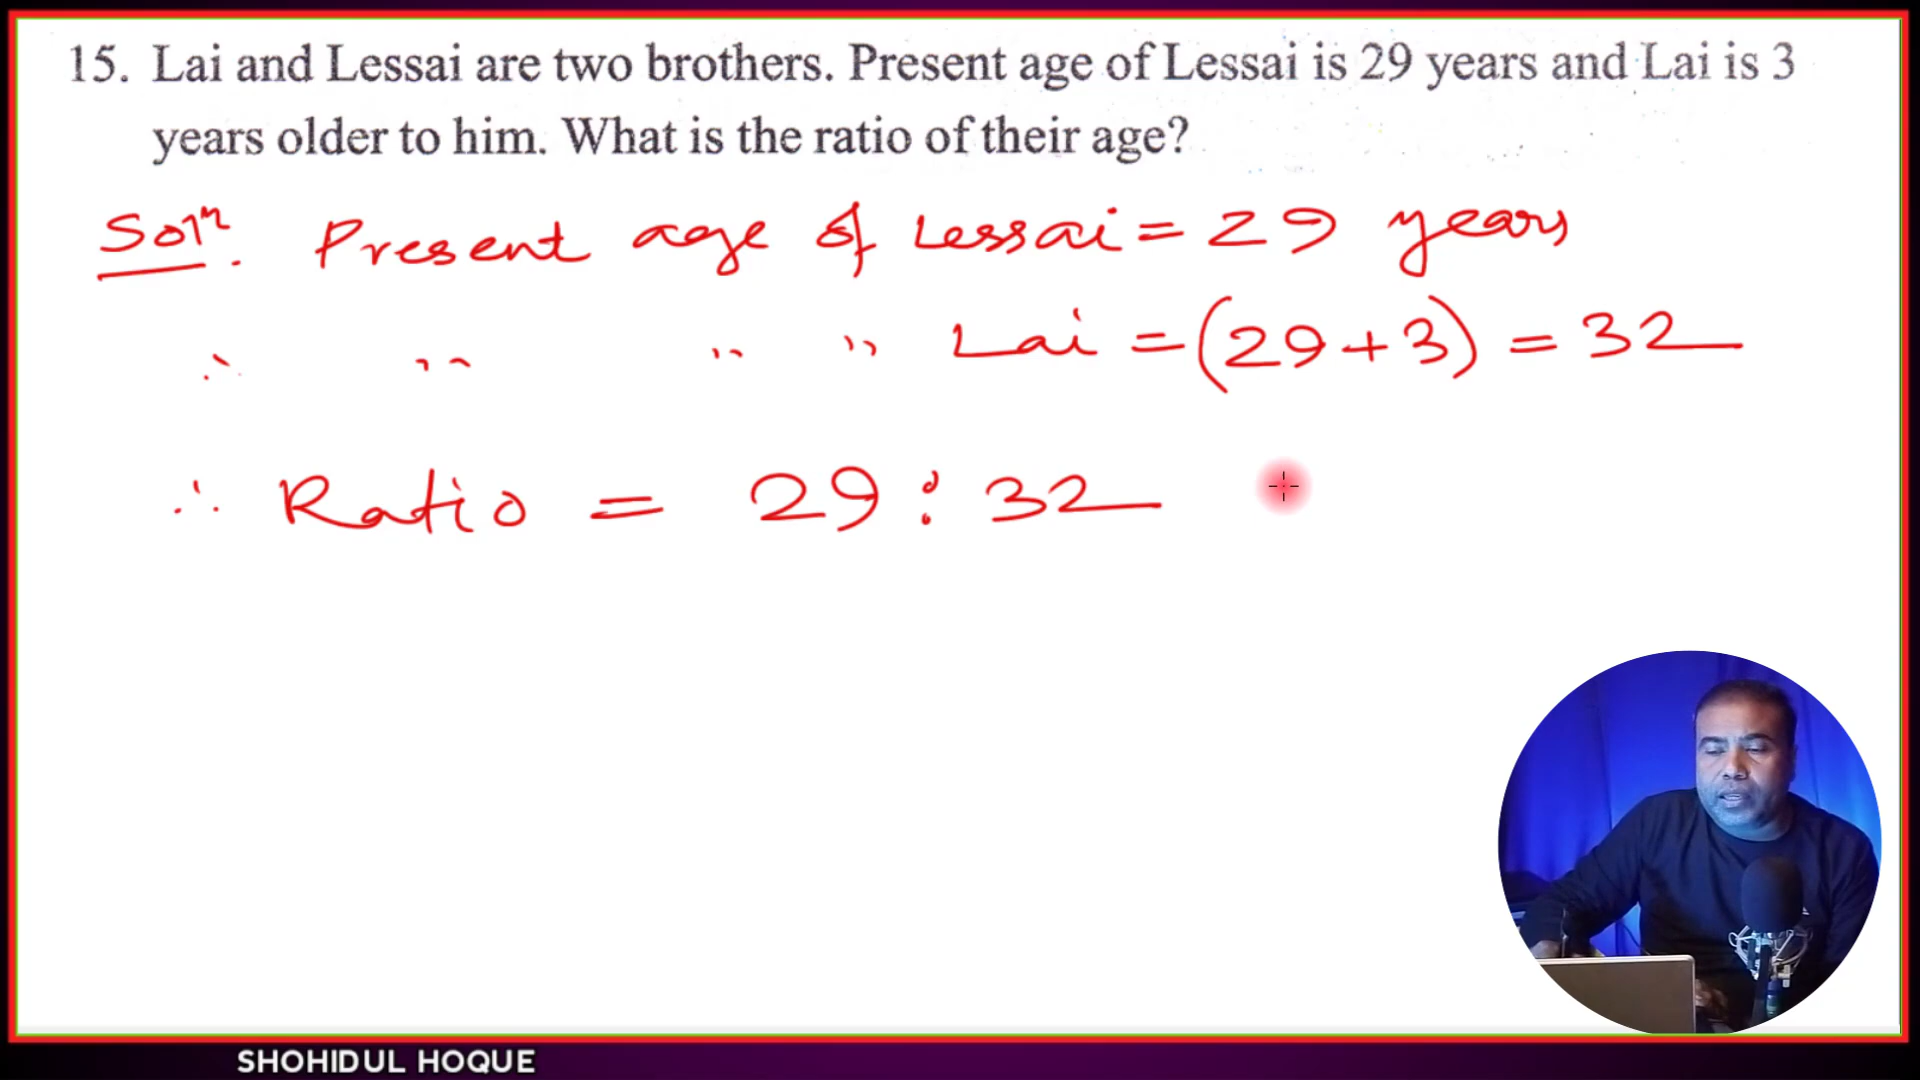 15. Lai and Lessai are two brothers. Present age of Lessai is 29 years and Lai is 3
years older to him. What is the ratio of their age?
Solⁿ. Present age of Lessai = 29 years
∴ " " " Lai = (29+3) = 32
∴ Ratio = 29 : 32
SHOHIDUL HOQUE